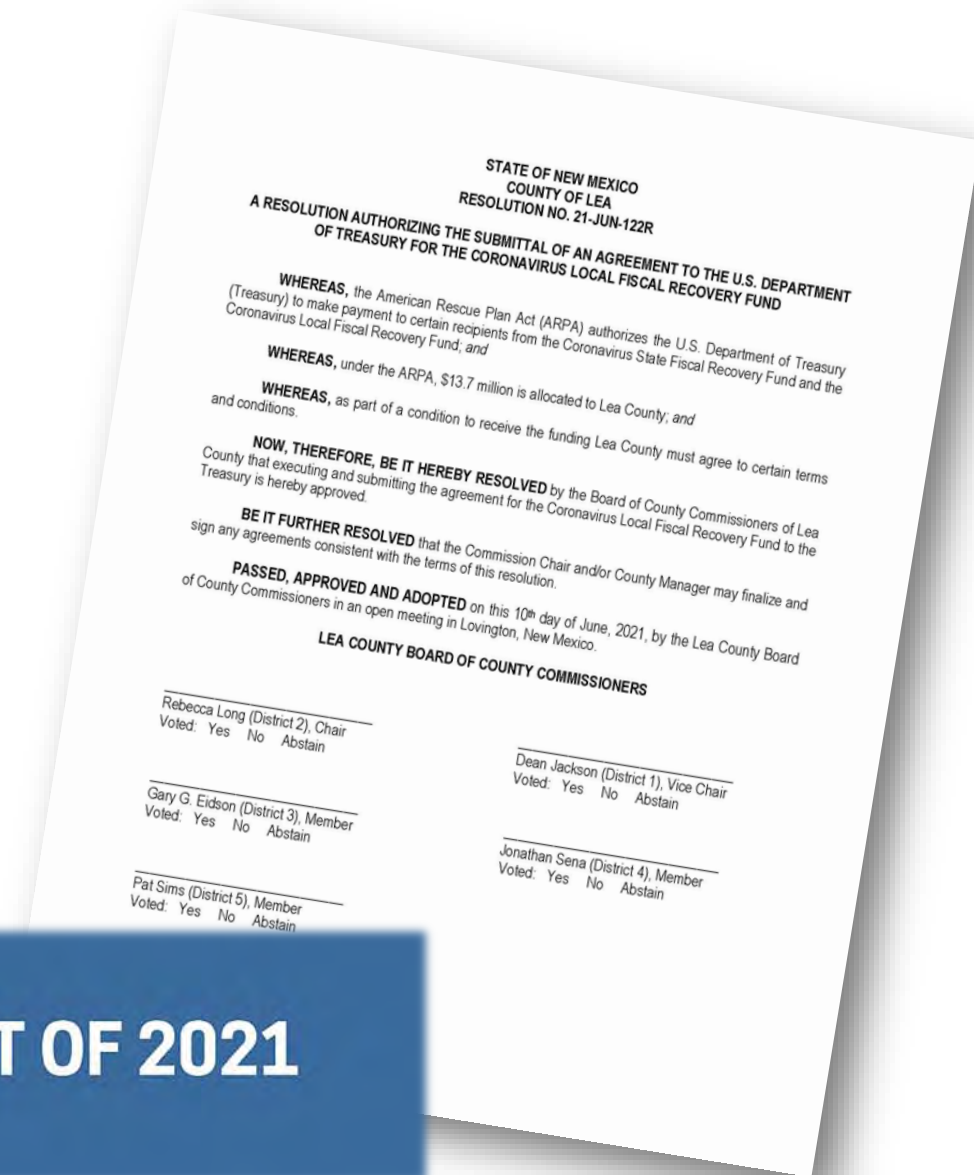 STATE OF NEW MEXICO
COUNTY OF LEA
RESOLUTION NO. 21-JUN-122R
A RESOLUTION AUTHORIZING THE SUBMITTAL OF AN AGREEMENT TO THE U.S. DEPARTMENT
OF TREASURY FOR THE CORONAVIRUS LOCAL FISCAL RECOVERY FUND
WHEREAS, the American Rescue Plan Act (ARPA) authorizes the U.S. Department of Treasury
(Treasury) to make payment to certain recipients from the Coronavirus State Fiscal Recovery Fund and the
Coronavirus Local Fiscal Recovery Fund; and
WHEREAS, under the ARPA, $13.7 million is allocated to Lea County; and
WHEREAS, as part of a condition to receive the funding Lea County must agree to certain terms
and conditions.
NOW, THEREFORE, BE IT HEREBY RESOLVED by the Board of County Commissioners of Lea
County that executing and submitting the agreement for the Coronavirus Local Fiscal Recovery Fund to the
Treasury is hereby approved.
BE IT FURTHER RESOLVED that the Commission Chair and/or County Manager may finalize and
sign any agreements consistent with the terms of this resolution.
PASSED, APPROVED AND ADOPTED on this 10th day of June, 2021, by the Lea County Board
of County Commissioners in an open meeting in Lovington, New Mexico.
LEA COUNTY BOARD OF COUNTY COMMISSIONERS
Rebecca Long (District 2), Chair
Voted: Yes No Abstain
Dean Jackson (District 1), Vice Chair
Voted: Yes No Abstain
Gary G. Eidson (District 3), Member
Voted: Yes No Abstain
Jonathan Sena (District 4), Member
Voted: Yes No Abstain
Pat Sims (District 5), Member
Voted: Yes No Abstain
T OF 2021